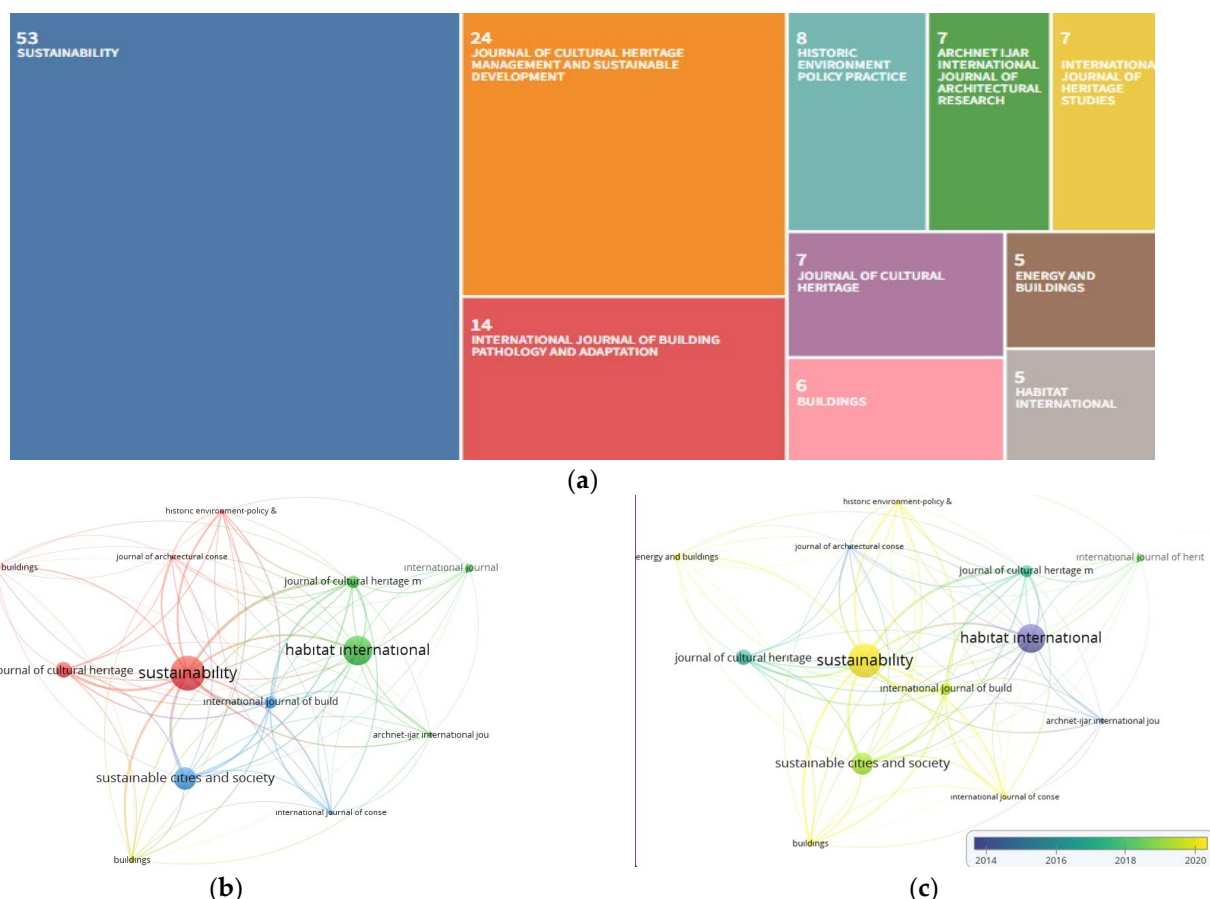 53
SUSTAINABILITY
24
JOURNAL OF CULTURAL HERITAGE
MANAGEMENT AND SUSTAINABLE
DEVELOPMENT
14
INTERNATIONAL JOURNAL OF BUILDING
PATHOLOGY AND ADAPTATION
8
HISTORIC
ENVIRONMENT
POLICY PRACTICE
7
ARCHNET IJAR
INTERNATIONAL
JOURNAL OF
ARCHITECTURAL
RESEARCH
7
INTERNATIONA
JOURNAL OF
HERITAGE
STUDIES
7
JOURNAL OF CULTURAL
HERITAGE
5
ENERGY AND
BUILDINGS
6
BUILDINGS
5
HABITAT
INTERNATIONAL
(a)
historic environment-policy &
journal of architectural conse
buildings
international journal
journal of cultural heritage m
habitat international
journal of cultural heritage
sustainability
international journal of build
archnet-ijar international jou
sustainable cities and society
international journal of conse
buildings
(b)
historic environment-policy &
journal of architectural conse
energy and buildings
international journal of herit
journal of cultural heritage m
habitat international
journal of cultural heritage
sustainability
international journal of build
archnet-ijar international jou
sustainable cities and society
international journal of conse
buildings
2014 2016 2018 2020
(c)